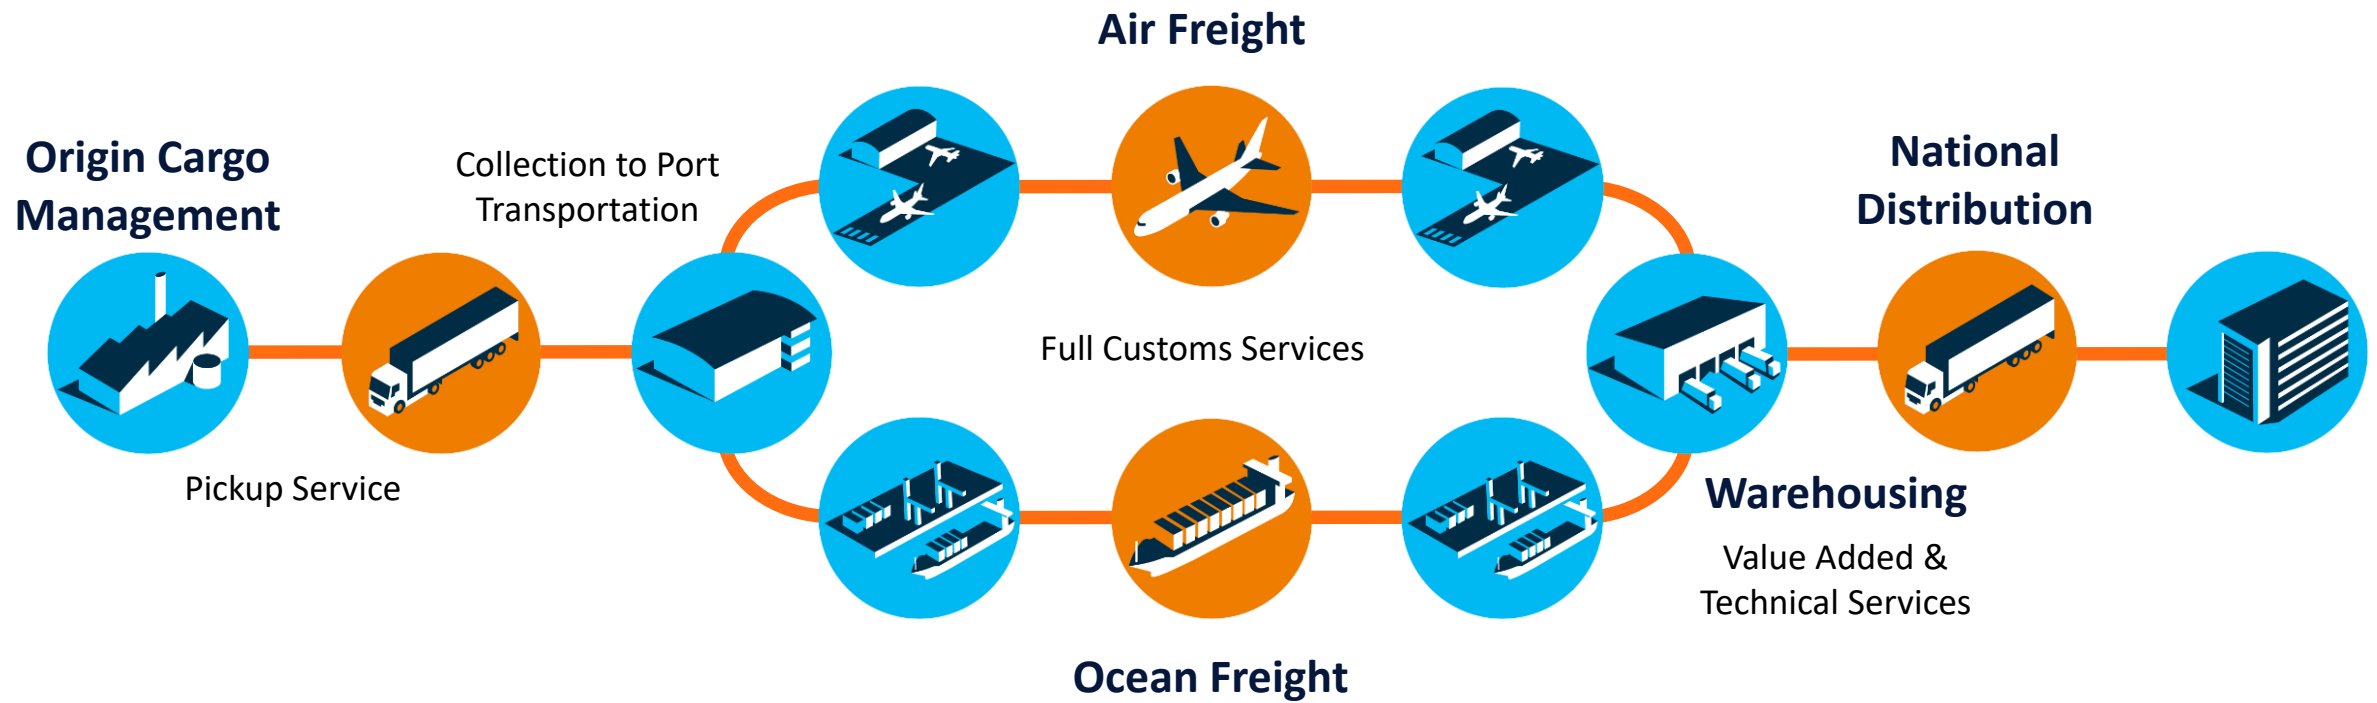 Air Freight
Origin Cargo
Management
Collection to Port
Transportation
National
Distribution
Full Customs Services
Pickup Service
Warehousing
Value Added &
Technical Services
Ocean Freight